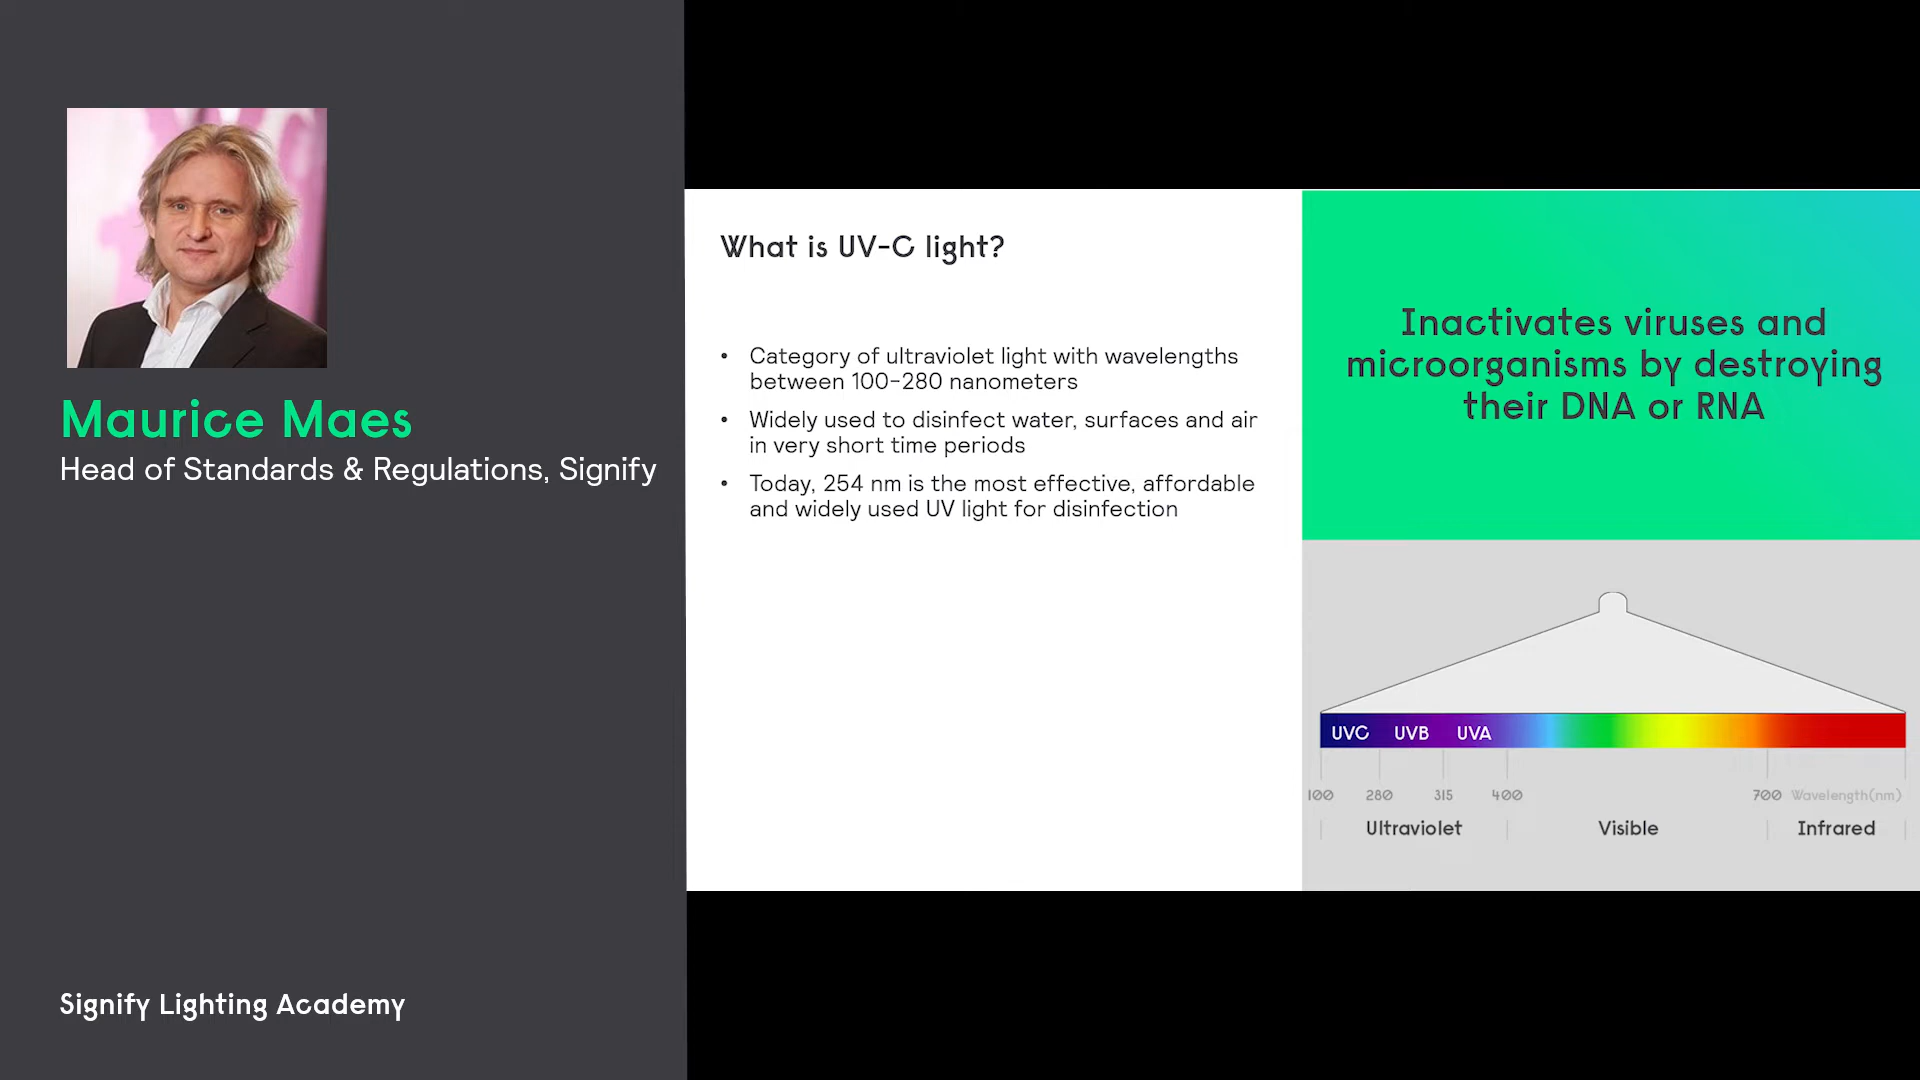 Maurice Maes
Head of Standards & Regulations, Signify
Signify Lighting Academy
What is UV-C light?
• Category of ultraviolet light with wavelengths
between 100-280 nanometers
• Widely used to disinfect water, surfaces and air
in very short time periods
• Today, 254 nm is the most effective, affordable
and widely used UV light for disinfection
Inactivates viruses and
microorganisms by destroying
their DNA or RNA
UVC UVB UVA
100 280 315 400 700 Wavelength(nm)
Ultraviolet Visible Infrared